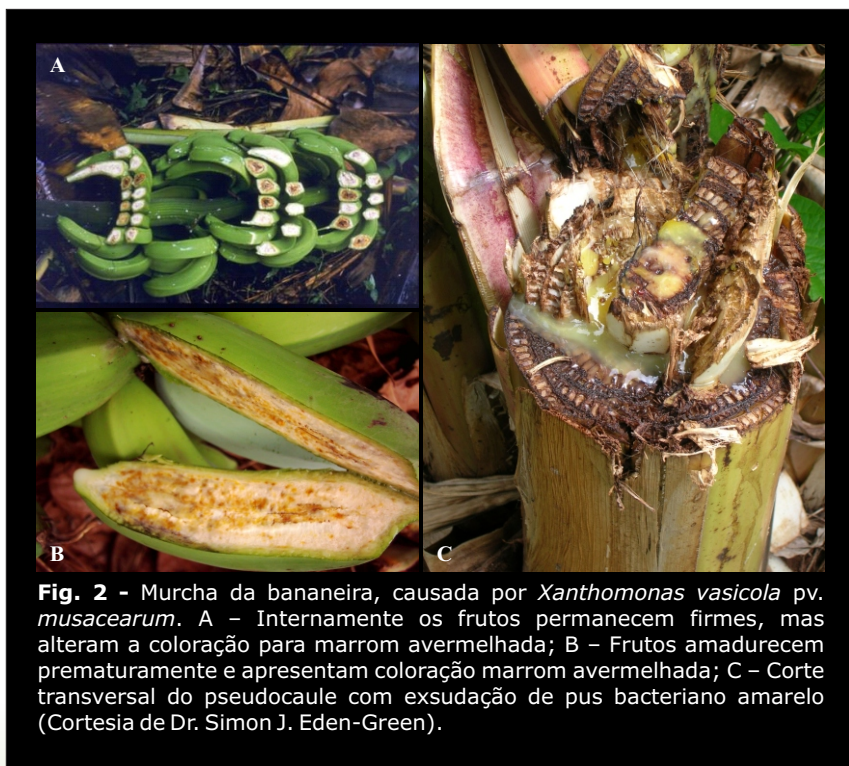 A
B
C
Fig. 2 - Murcha da bananeira, causada por Xanthomonas vasicola pv.
musacearum. A – Internamente os frutos permanecem firmes, mas
alteram a coloração para marrom avermelhada; B – Frutos amadurecem
prematuramente e apresentam coloração marrom avermelhada; C – Corte
transversal do pseudocaule com exsudação de pus bacteriano amarelo
(Cortesia de Dr. Simon J. Eden-Green).